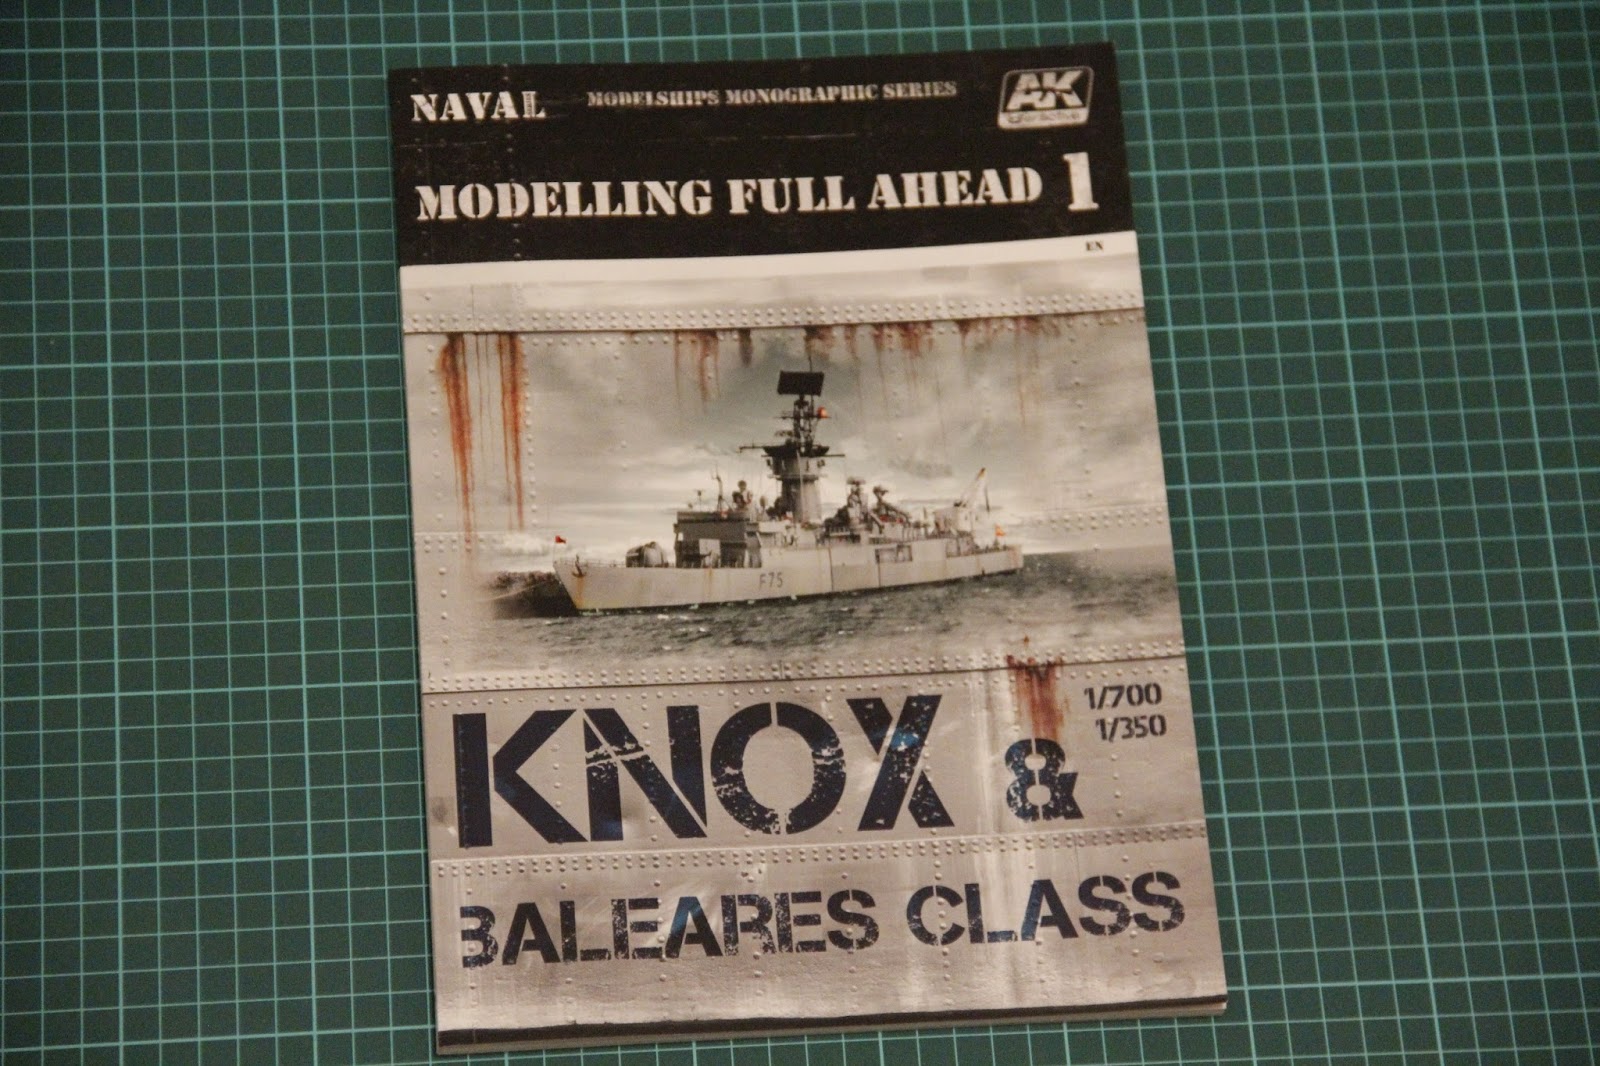 NAVAL MODELSHIPS MONOGRAPHIC SERIES AK
MODELLING FULL AHEAD 1
EN
F75
1/700
1/350
KNOX &
BALEARES CLASS